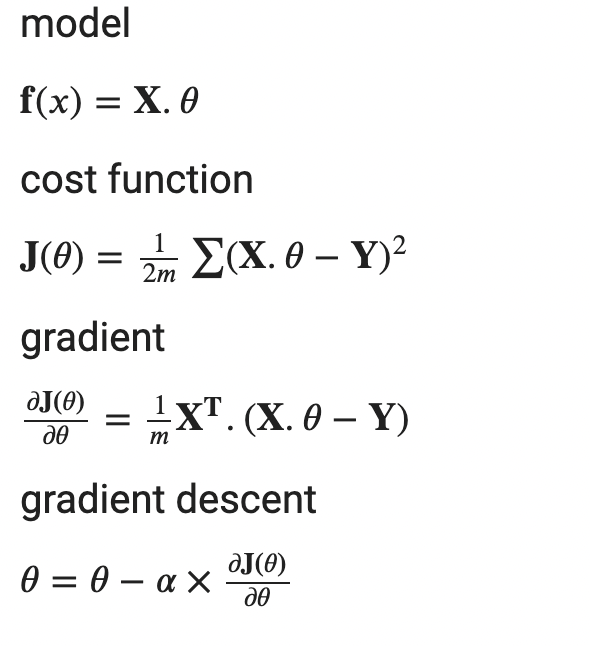 model
f(x) = X. θ
cost function
J(θ) = 1/2m ∑(X. θ − Y)²
gradient
∂J(θ)/∂θ = 1/m Xᵀ. (X. θ − Y)
gradient descent
θ = θ − α × ∂J(θ)/∂θ